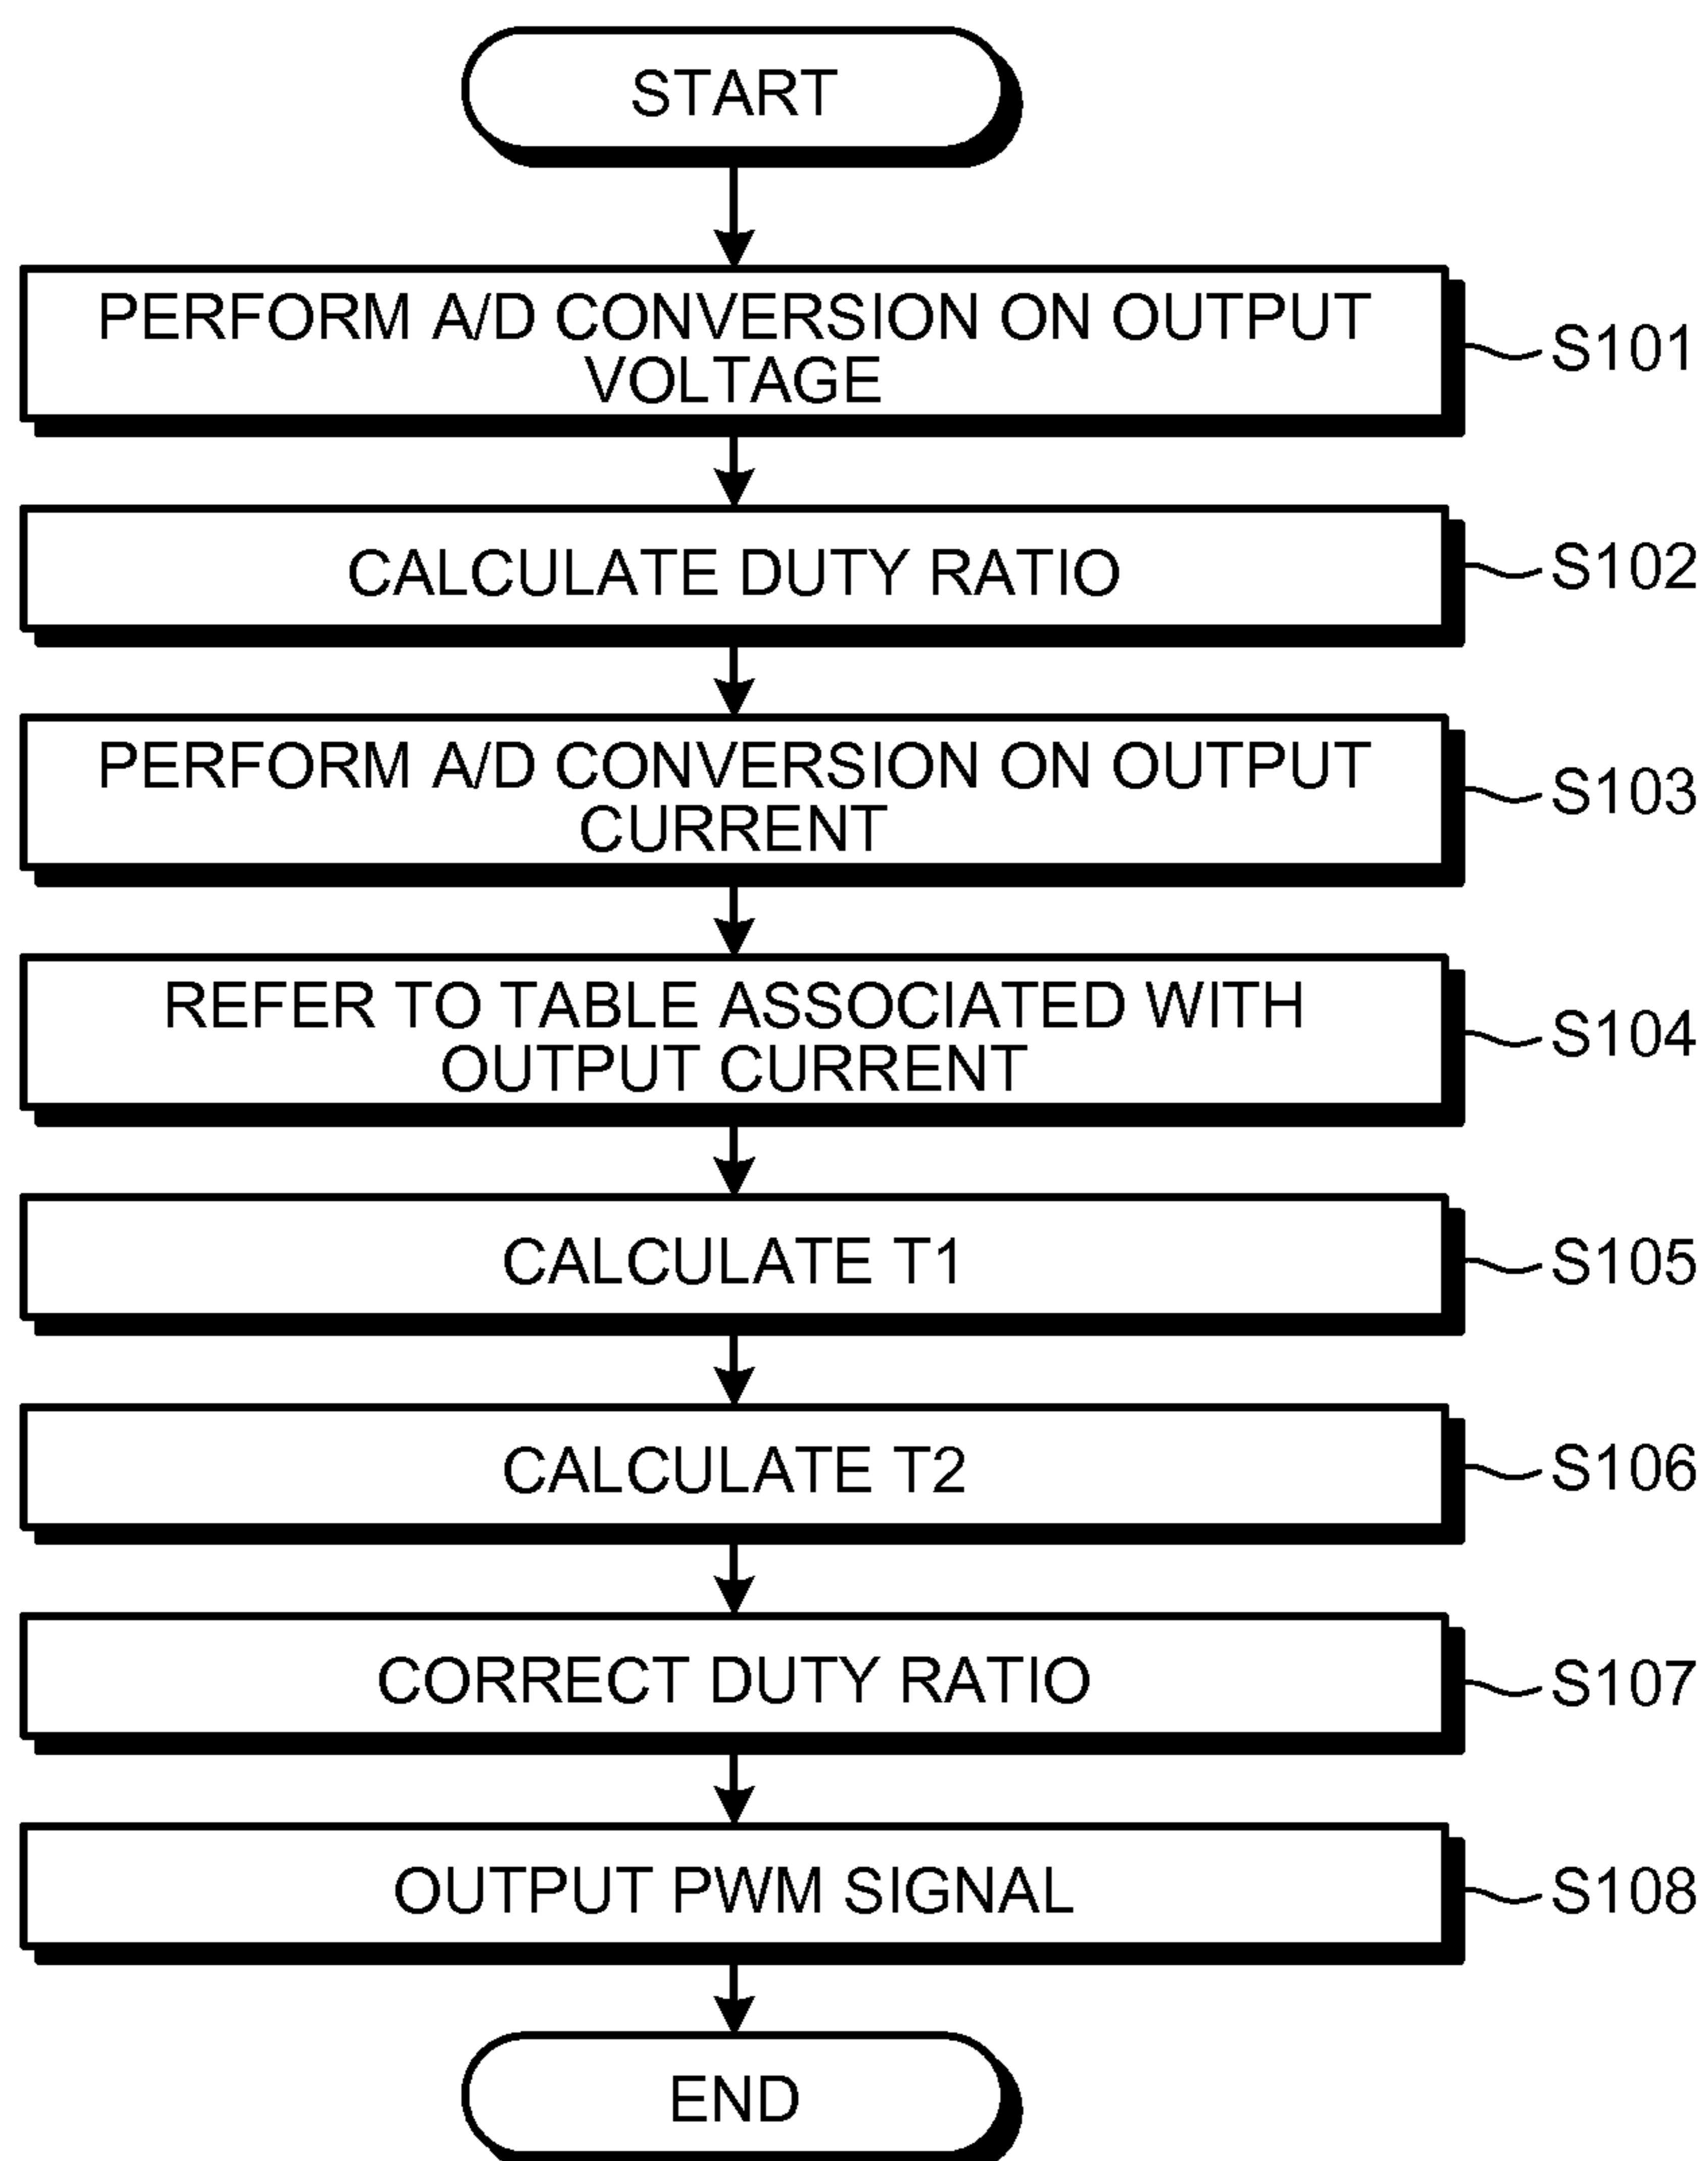 START
PERFORM A/D CONVERSION ON OUTPUT
VOLTAGE
S101
CALCULATE DUTY RATIO
S102
PERFORM A/D CONVERSION ON OUTPUT
CURRENT
S103
REFER TO TABLE ASSOCIATED WITH
OUTPUT CURRENT
S104
CALCULATE T1
S105
CALCULATE T2
S106
CORRECT DUTY RATIO
S107
OUTPUT PWM SIGNAL
S108
END